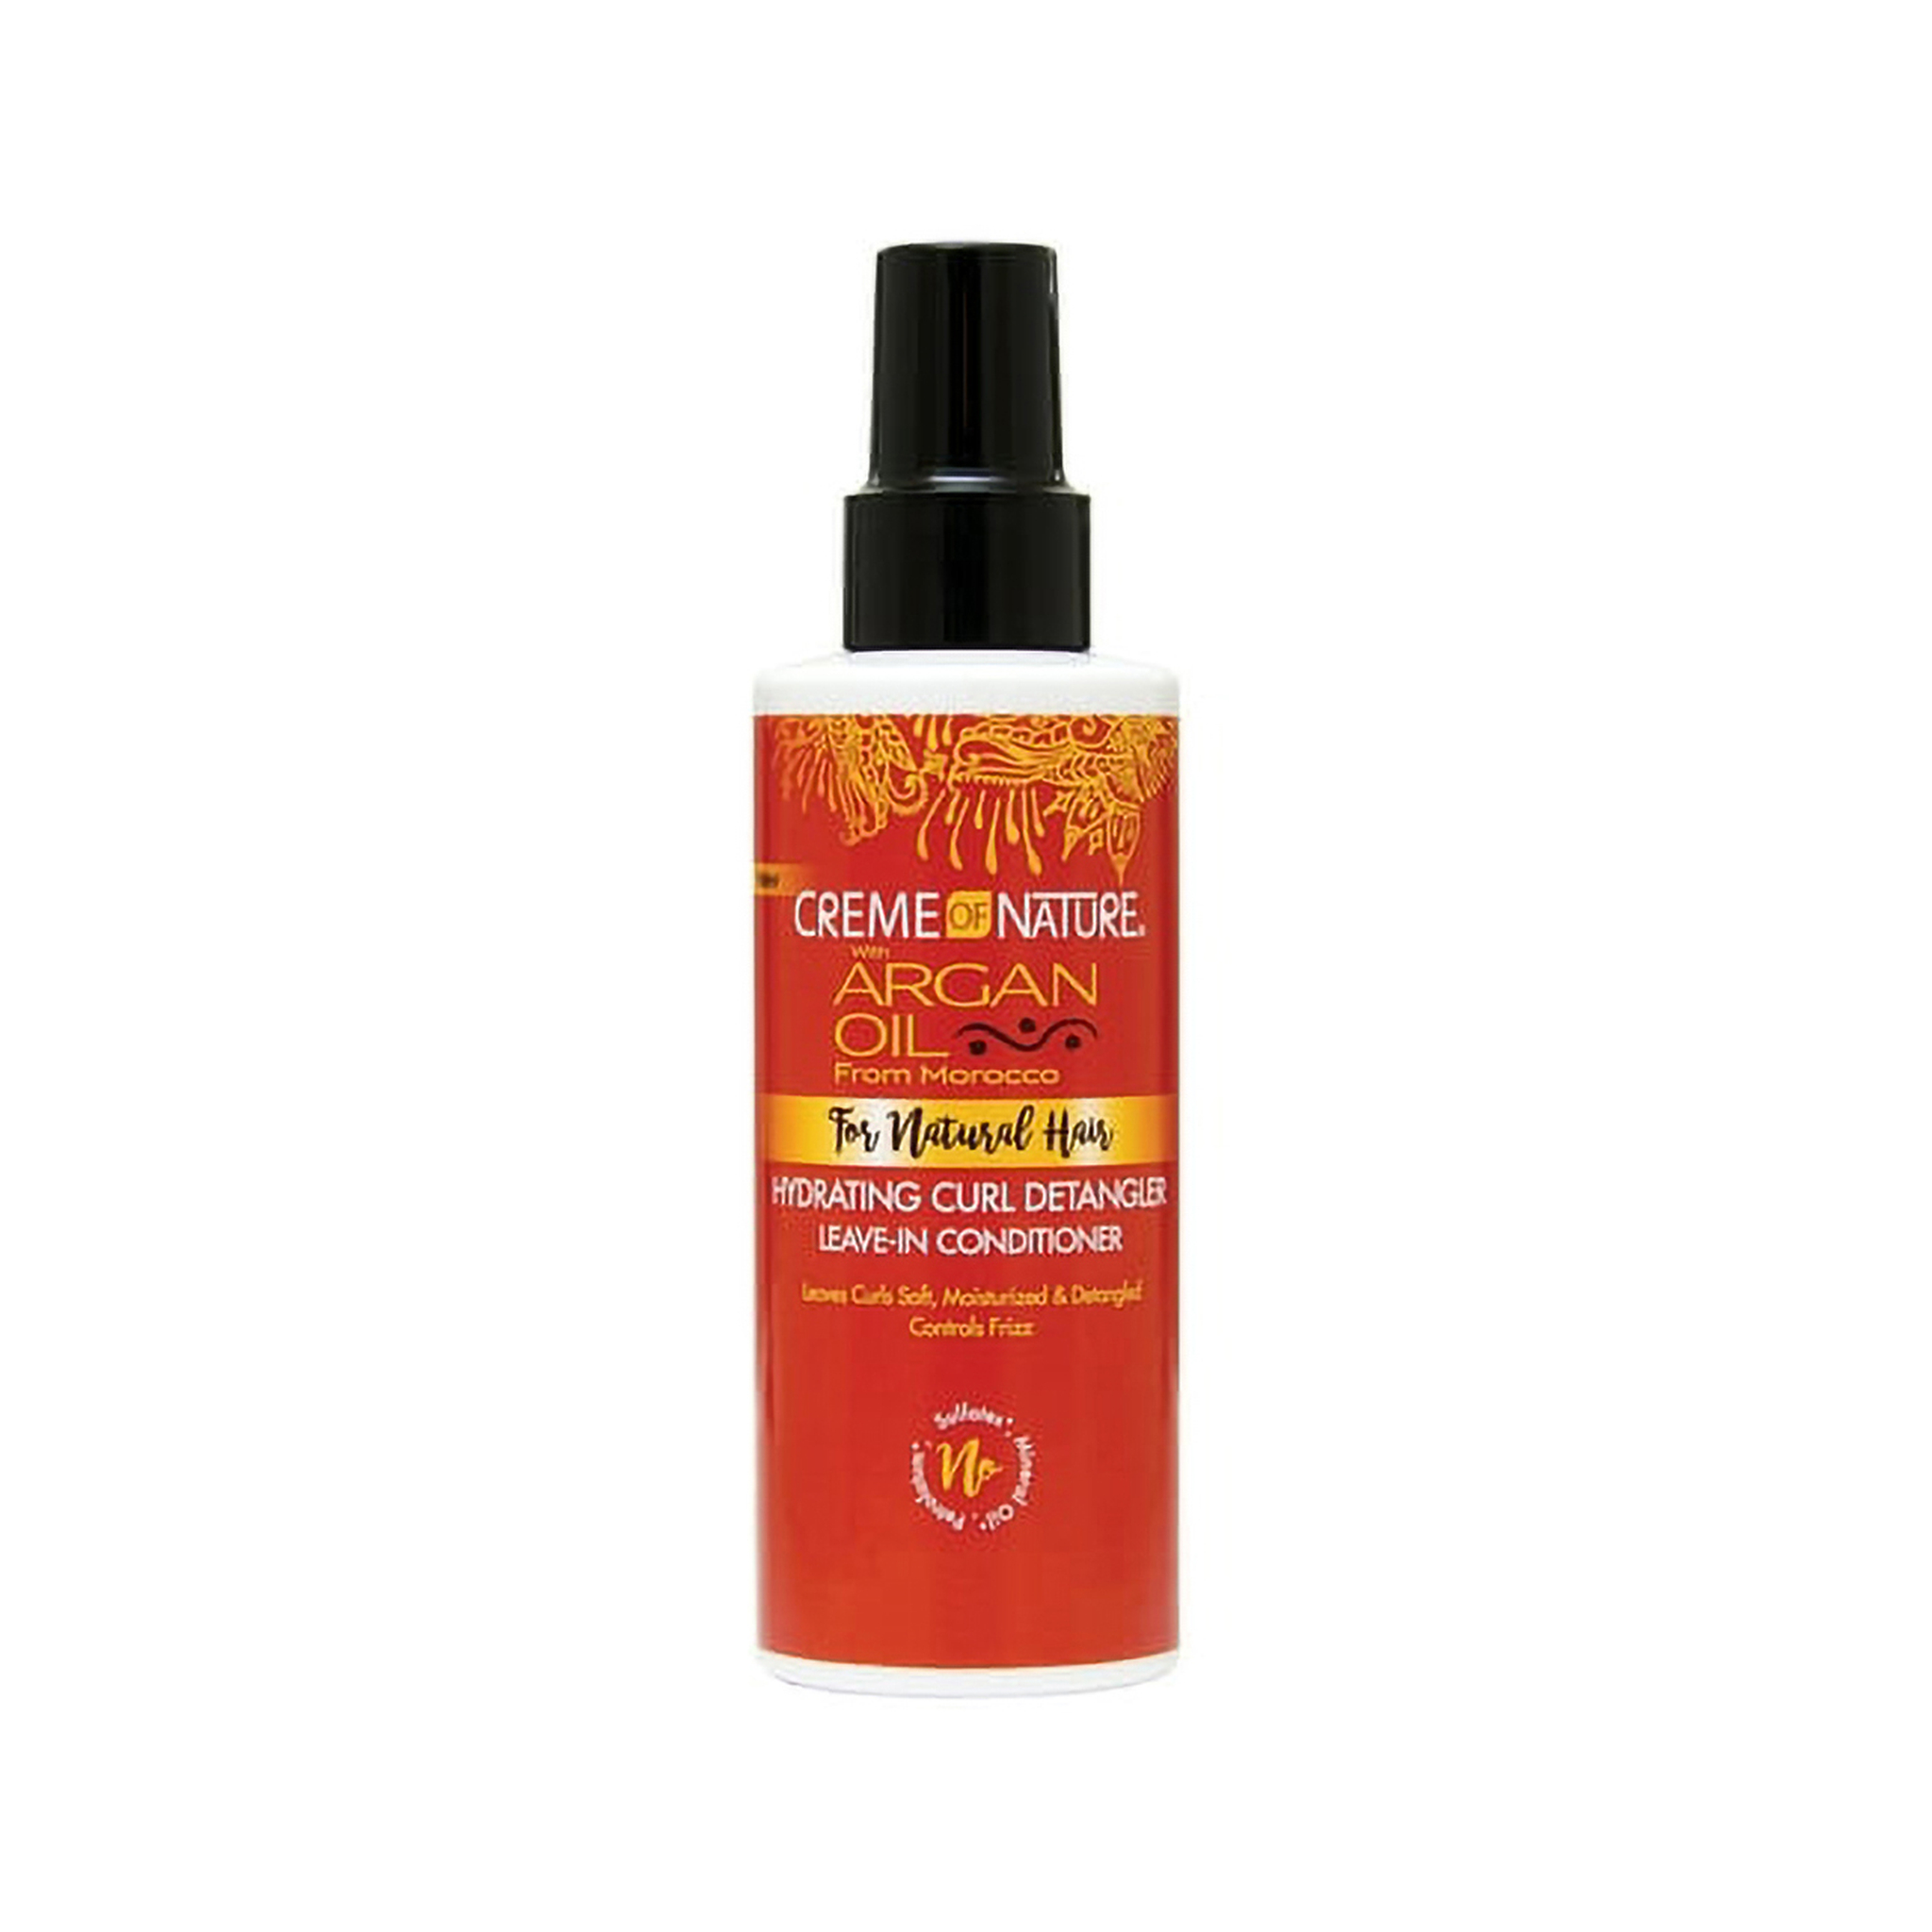 CREME OF NATURE
With
ARGAN
OIL
From Morocco
For Natural Hair
HYDRATING CURL DETANGLER
LEAVE-IN CONDITIONER
Leaves Curls Soft, Moisturized & Detangled
Controls Frizz
No
Sulfates • Mineral Oil • Petrolatum •